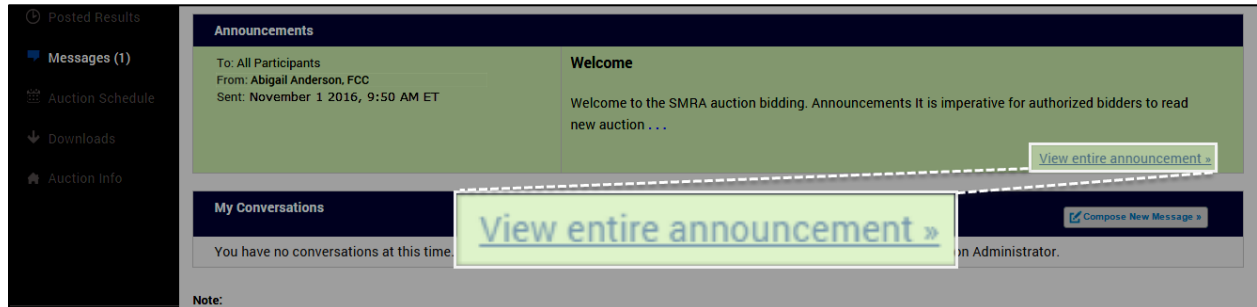 Posted Results
Messages (1)
Auction Schedule
Downloads
Auction Info
Announcements
To: All Participants
From: Abigail Anderson, FCC
Sent: November 1 2016, 9:50 AM ET
Welcome
Welcome to the SMRA auction bidding. Announcements It is imperative for authorized bidders to read
new auction . . .
View entire announcement »
My Conversations
Compose New Message »
View entire announcement »
You have no conversations at this time.
on Administrator.
Note: